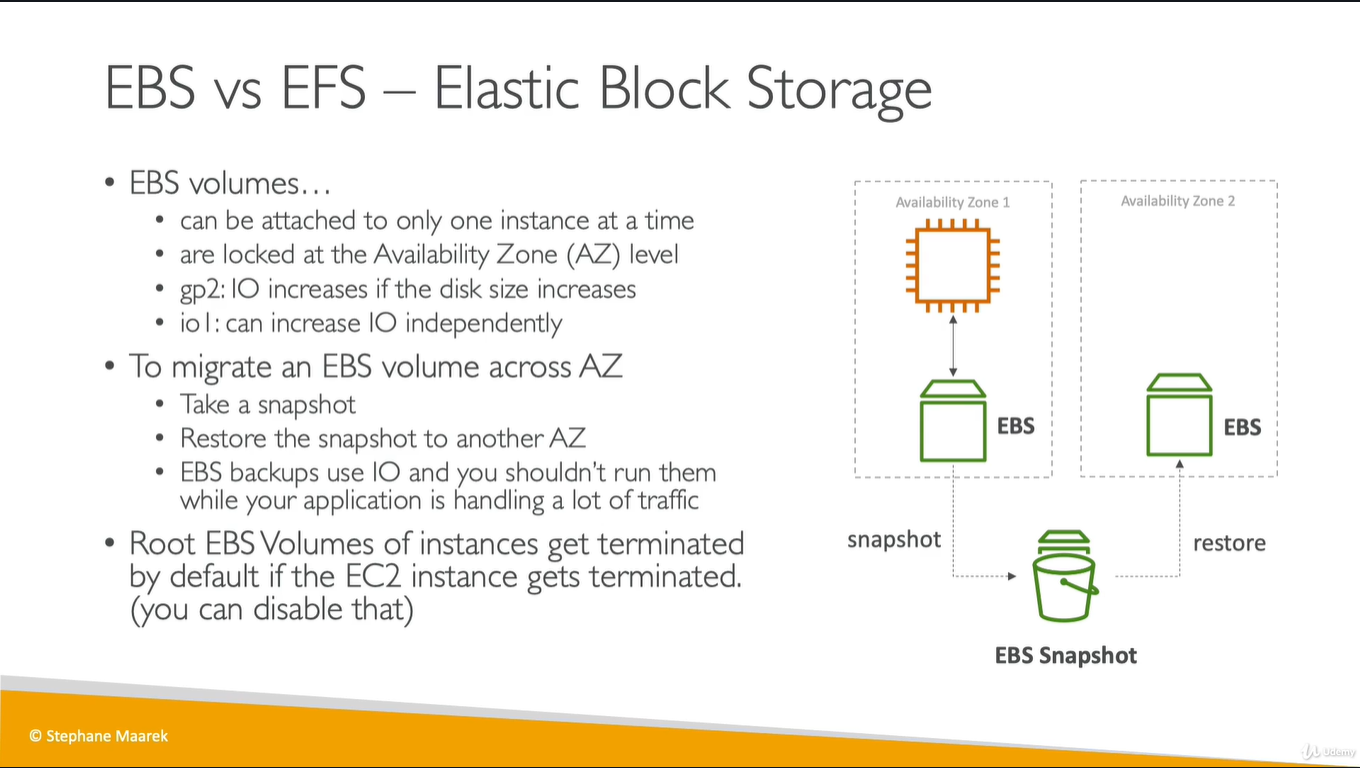 EBS vs EFS – Elastic Block Storage
• EBS volumes…
• can be attached to only one instance at a time
• are locked at the Availability Zone (AZ) level
• gp2: IO increases if the disk size increases
• io1: can increase IO independently
• To migrate an EBS volume across AZ
• Take a snapshot
• Restore the snapshot to another AZ
• EBS backups use IO and you shouldn't run them
while your application is handling a lot of traffic
• Root EBS Volumes of instances get terminated
by default if the EC2 instance gets terminated.
(you can disable that)
Availability Zone 1
Availability Zone 2
EBS
EBS
snapshot
restore
EBS Snapshot
© Stephane Maarek
Udemy